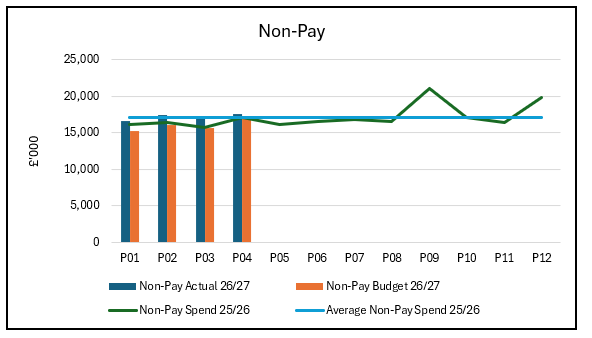 Non-Pay
25,000
20,000
15,000
10,000
5,000
0
£'000
P01 P02 P03 P04 P05 P06 P07 P08 P09 P10 P11 P12
Non-Pay Actual 26/27 Non-Pay Budget 26/27
Non-Pay Spend 25/26 Average Non-Pay Spend 25/26